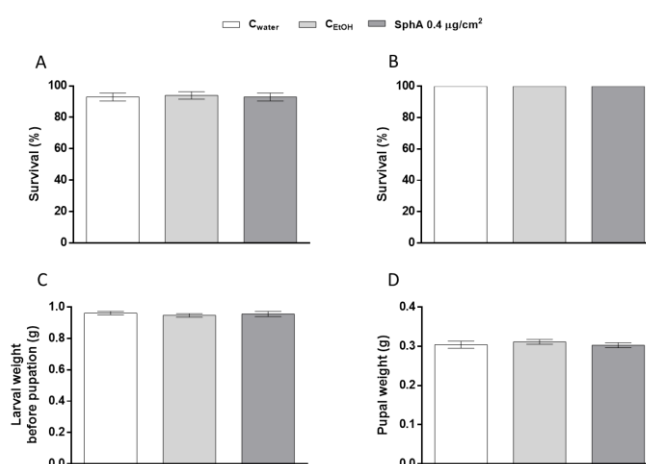 C_water C_EtOH SphA 0.4 µg/cm²
A
Survival (%)
100
80
60
40
20
0
B
Survival (%)
100
80
60
40
20
0
C
Larval weight
before pupation (g)
1.0
0.8
0.6
0.4
0.2
0.0
D
Pupal weight (g)
0.4
0.3
0.2
0.1
0.0